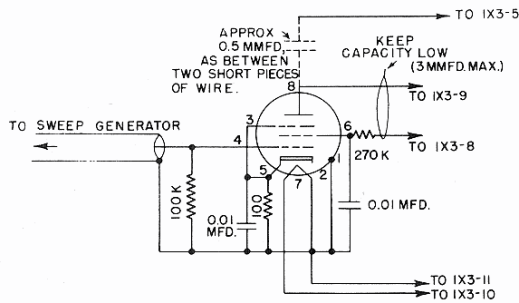 APPROX
0.5 MMFD,
AS BETWEEN
TWO SHORT PIECES
OF WIRE.
TO 1X3-5
KEEP
CAPACITY LOW
(3 MMFD. MAX.)
8
TO 1X3-9
3
6
TO SWEEP GENERATOR
4
1
270 K
TO 1X3-8
5
7
2
100 K
0.01
MFD.
100
0.01 MFD.
TO 1X3-11
TO 1X3-10